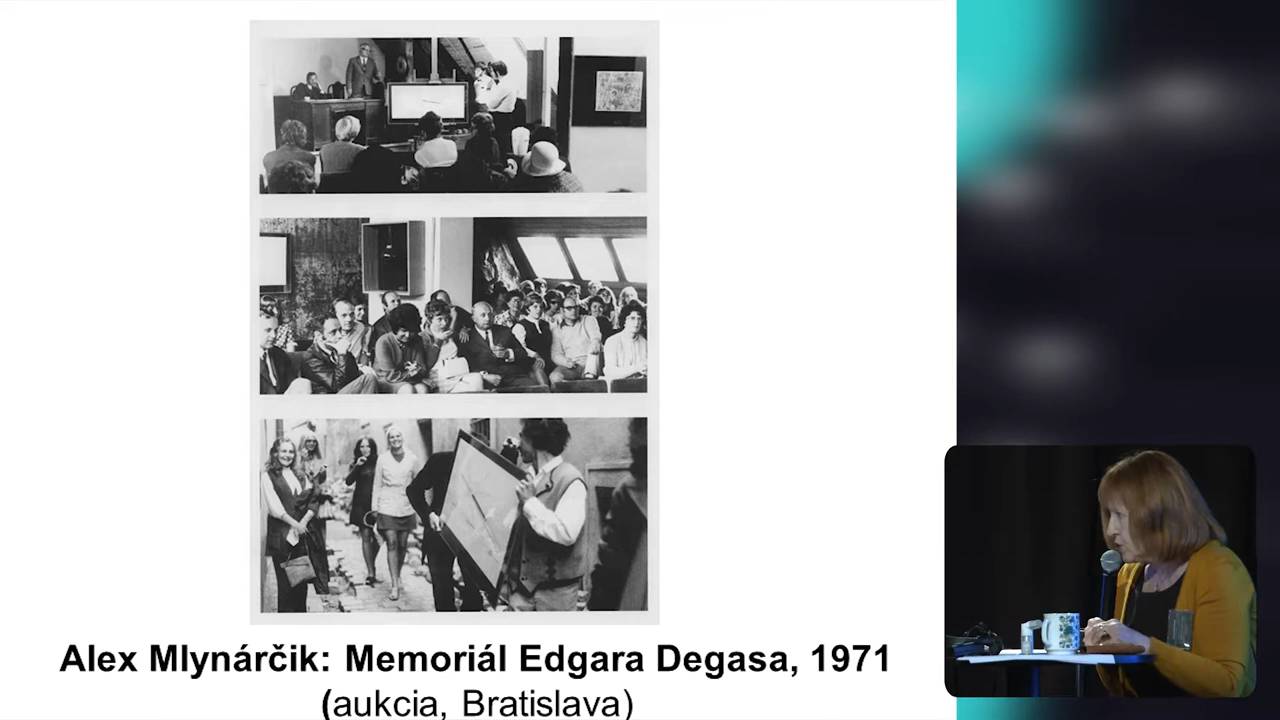 Alex Mlynárčik: Memoriál Edgara Degasa, 1971
(aukcia, Bratislava)